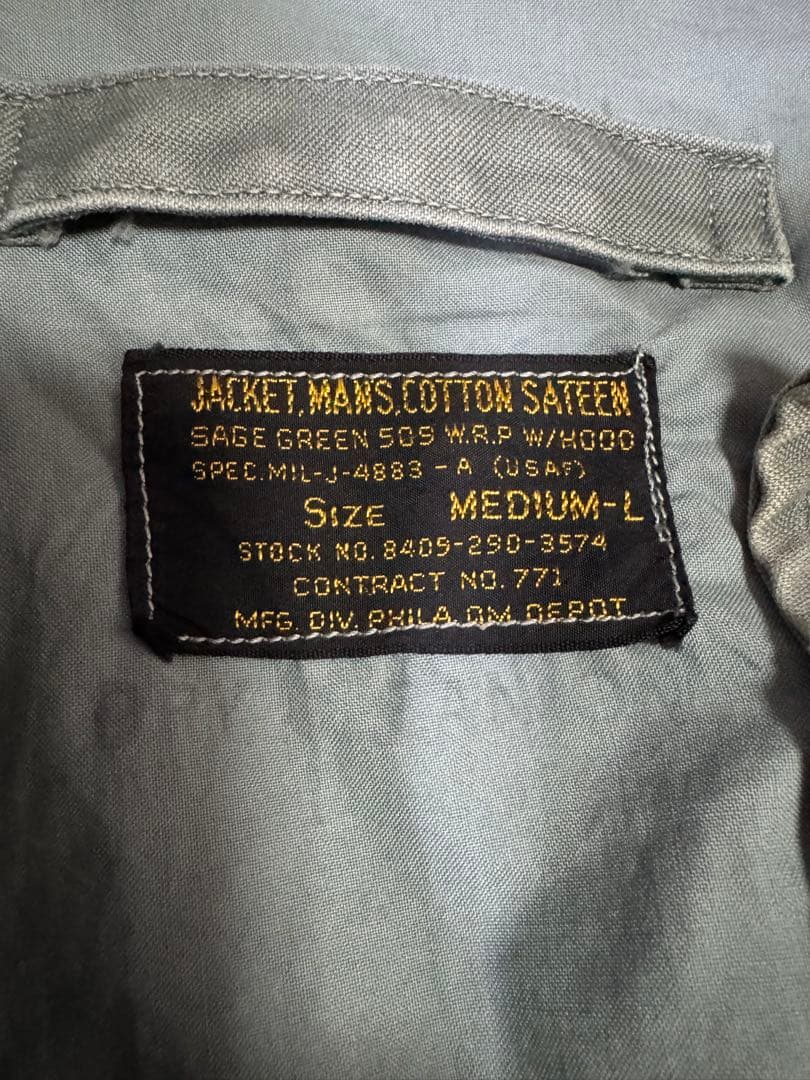 JACKET, MANS, COTTON SATEEN
SAGE GREEN 509 W.R.P W/HOOD
SPEC. MIL-J-4883-A (USAF)
SIZE MEDIUM-L
STOCK NO. 8409-290-3574
CONTRACT NO. 771
MFG. DIV. PHILA. QM. DEPOT